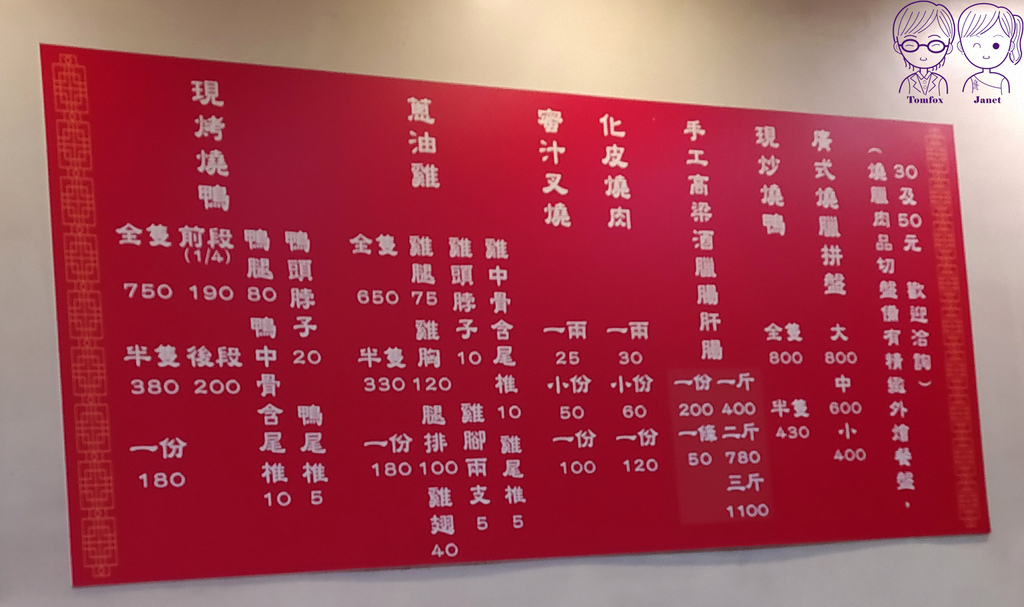 (燒臘肉品切盤備有精緻外燴餐盤，
30及50元 歡迎洽詢)
廣式燒臘拼盤
大
800
中
600
小
400
現炒燒鴨
全隻
800
半隻
430
手工高粱酒臘腸肝腸
一斤
400
二斤
780
三斤
1100
一份
200
一條
50
化皮燒肉
一兩
30
小份
60
一份
120
蜜汁叉燒
一兩
25
小份
50
一份
100
蔥油雞
全隻
650
半隻
330
一份
180
雞腿
75
雞胸
120
腿排
100
雞翅
40
雞頭脖子
10
雞腳兩支
5
雞中骨含尾椎
10
雞尾椎
5
現烤燒鴨
全隻
750
半隻
380
一份
180
前段
(1/4)
190
後段
200
鴨腿
80
鴨中骨含尾椎
10
鴨頭脖子
20
鴨尾椎
5
Tomfox
Janet